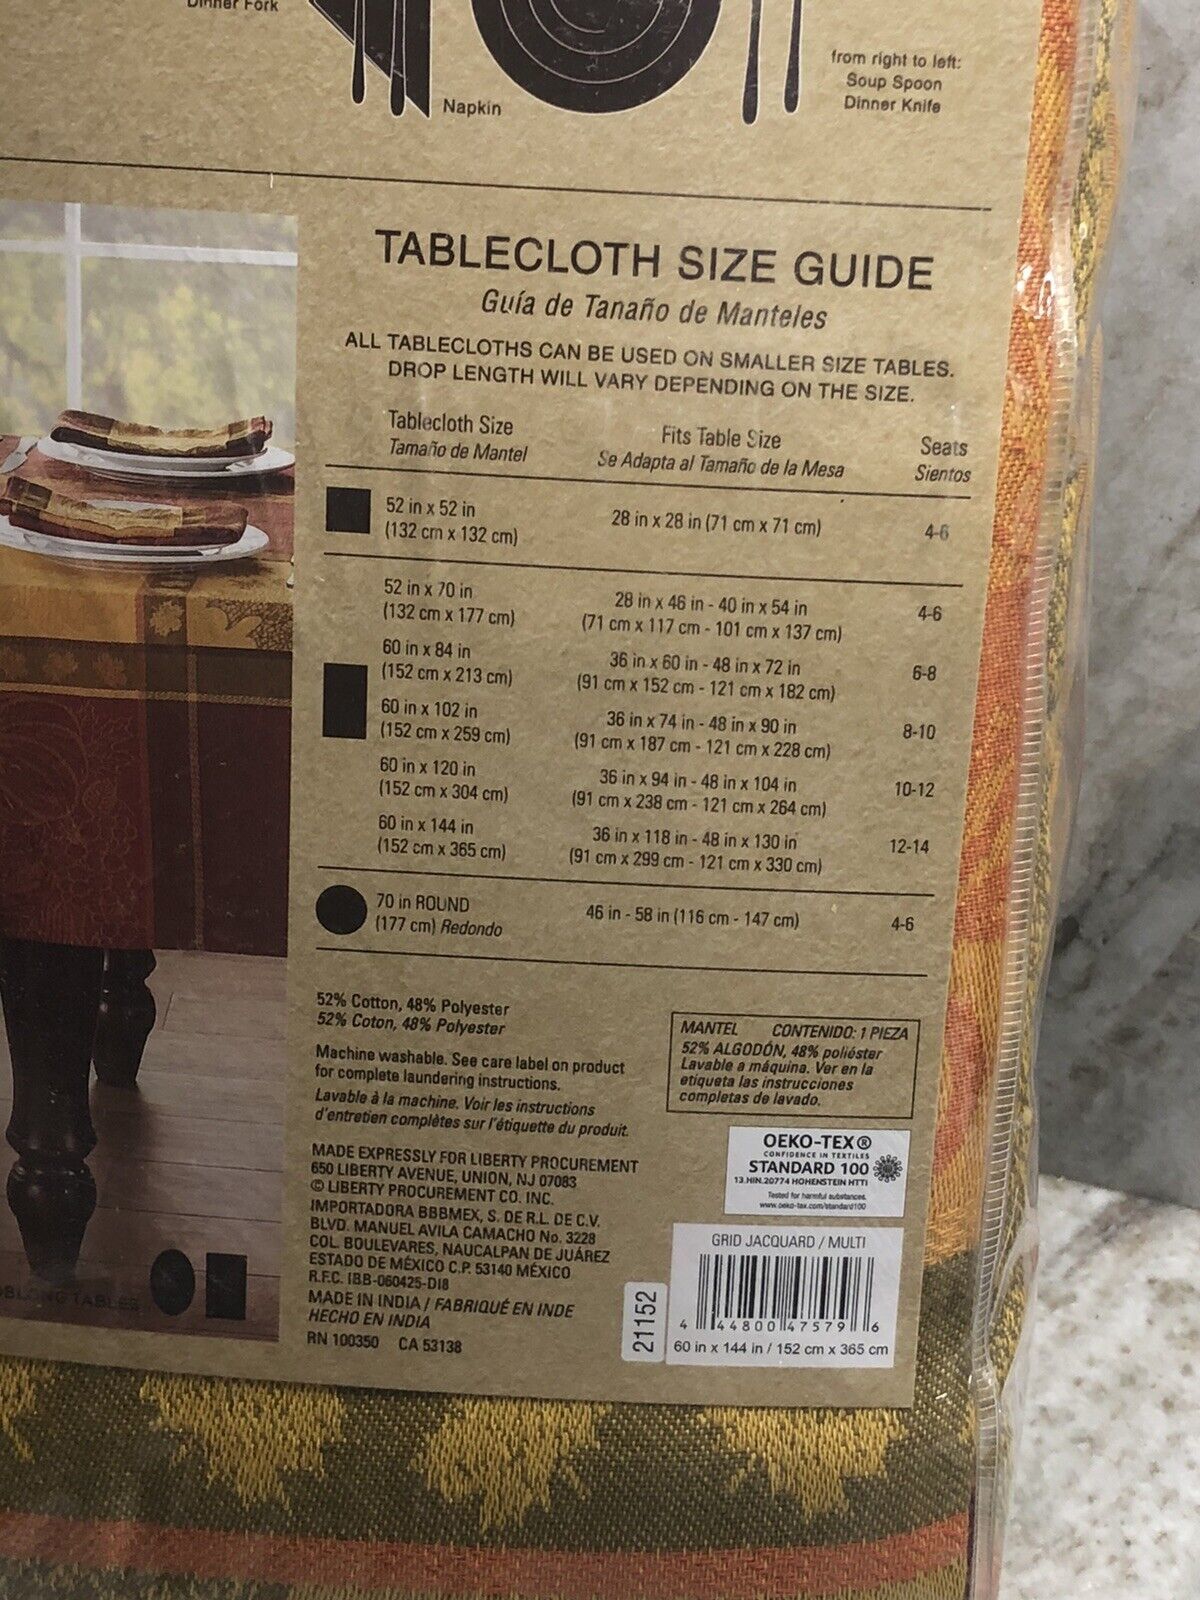 Dinner Fork
Napkin
from right to left:
Soup Spoon
Dinner Knife
TABLECLOTH SIZE GUIDE
Guía de Tanaño de Manteles
ALL TABLECLOTHS CAN BE USED ON SMALLER SIZE TABLES.
DROP LENGTH WILL VARY DEPENDING ON THE SIZE.
Tablecloth Size Fits Table Size Seats
Tamaño de Mantel Se Adapta al Tamaño de la Mesa Sientos
52 in x 52 in 28 in x 28 in (71 cm x 71 cm) 4-6
(132 cm x 132 cm)
52 in x 70 in 28 in x 46 in - 40 in x 54 in 4-6
(132 cm x 177 cm) (71 cm x 117 cm - 101 cm x 137 cm)
60 in x 84 in 36 in x 60 in - 48 in x 72 in 6-8
(152 cm x 213 cm) (91 cm x 152 cm - 121 cm x 182 cm)
60 in x 102 in 36 in x 74 in - 48 in x 90 in 8-10
(152 cm x 259 cm) (91 cm x 187 cm - 121 cm x 228 cm)
60 in x 120 in 36 in x 94 in - 48 in x 104 in 10-12
(152 cm x 304 cm) (91 cm x 238 cm - 121 cm x 264 cm)
60 in x 144 in 36 in x 118 in - 48 in x 130 in 12-14
(152 cm x 365 cm) (91 cm x 299 cm - 121 cm x 330 cm)
70 in ROUND 46 in - 58 in (116 cm - 147 cm) 4-6
(177 cm) Redondo
52% Cotton, 48% Polyester
52% Coton, 48% Polyester
Machine washable. See care label on product
for complete laundering instructions.
Lavable à la machine. Voir les instructions
d'entretien complètes sur l'étiquette du produit.
MADE EXPRESSLY FOR LIBERTY PROCUREMENT
650 LIBERTY AVENUE, UNION, NJ 07083
© LIBERTY PROCUREMENT CO. INC.
IMPORTADORA BBBMEX, S. DE R.L. DE C.V.
BLVD. MANUEL AVILA CAMACHO No. 3228
COL. BOULEVARES, NAUCALPAN DE JUÁREZ
ESTADO DE MÉXICO C.P. 53140 MÉXICO
R.F.C. IBB-060425-DI8
MADE IN INDIA / FABRIQUÉ EN INDE
HECHO EN INDIA
RN 100350 CA 53138
MANTEL CONTENIDO: 1 PIEZA
52% ALGODÓN, 48% poliéster
Lavable a máquina. Ver en la
etiqueta las instrucciones
completas de lavado.
OEKO-TEX®
CONFIDENCE IN TEXTILES
STANDARD 100
13.HIN.20774 HOHENSTEIN HTTI
Tested for harmful substances.
www.oeko-tex.com/standard100
GRID JACQUARD / MULTI
4 44800 47579 6
60 in x 144 in / 152 cm x 365 cm
21152
OBLONG TABLES